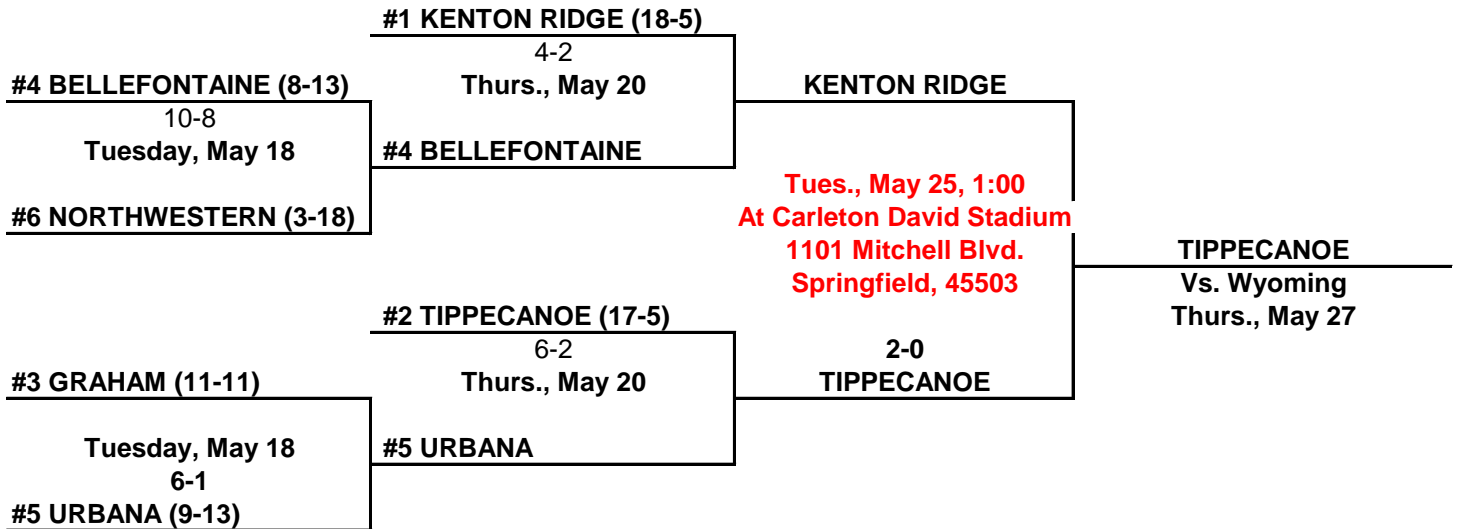 #1 KENTON RIDGE (18-5)
4-2
Thurs., May 20
#4 BELLEFONTAINE (8-13)
10-8
Tuesday, May 18
#6 NORTHWESTERN (3-18)
#4 BELLEFONTAINE
KENTON RIDGE
Tues., May 25, 1:00
At Carleton David Stadium
1101 Mitchell Blvd.
Springfield, 45503
TIPPECANOE
Vs. Wyoming
Thurs., May 27
#2 TIPPECANOE (17-5)
6-2
Thurs., May 20
2-0
TIPPECANOE
#3 GRAHAM (11-11)
Tuesday, May 18
6-1
#5 URBANA (9-13)
#5 URBANA